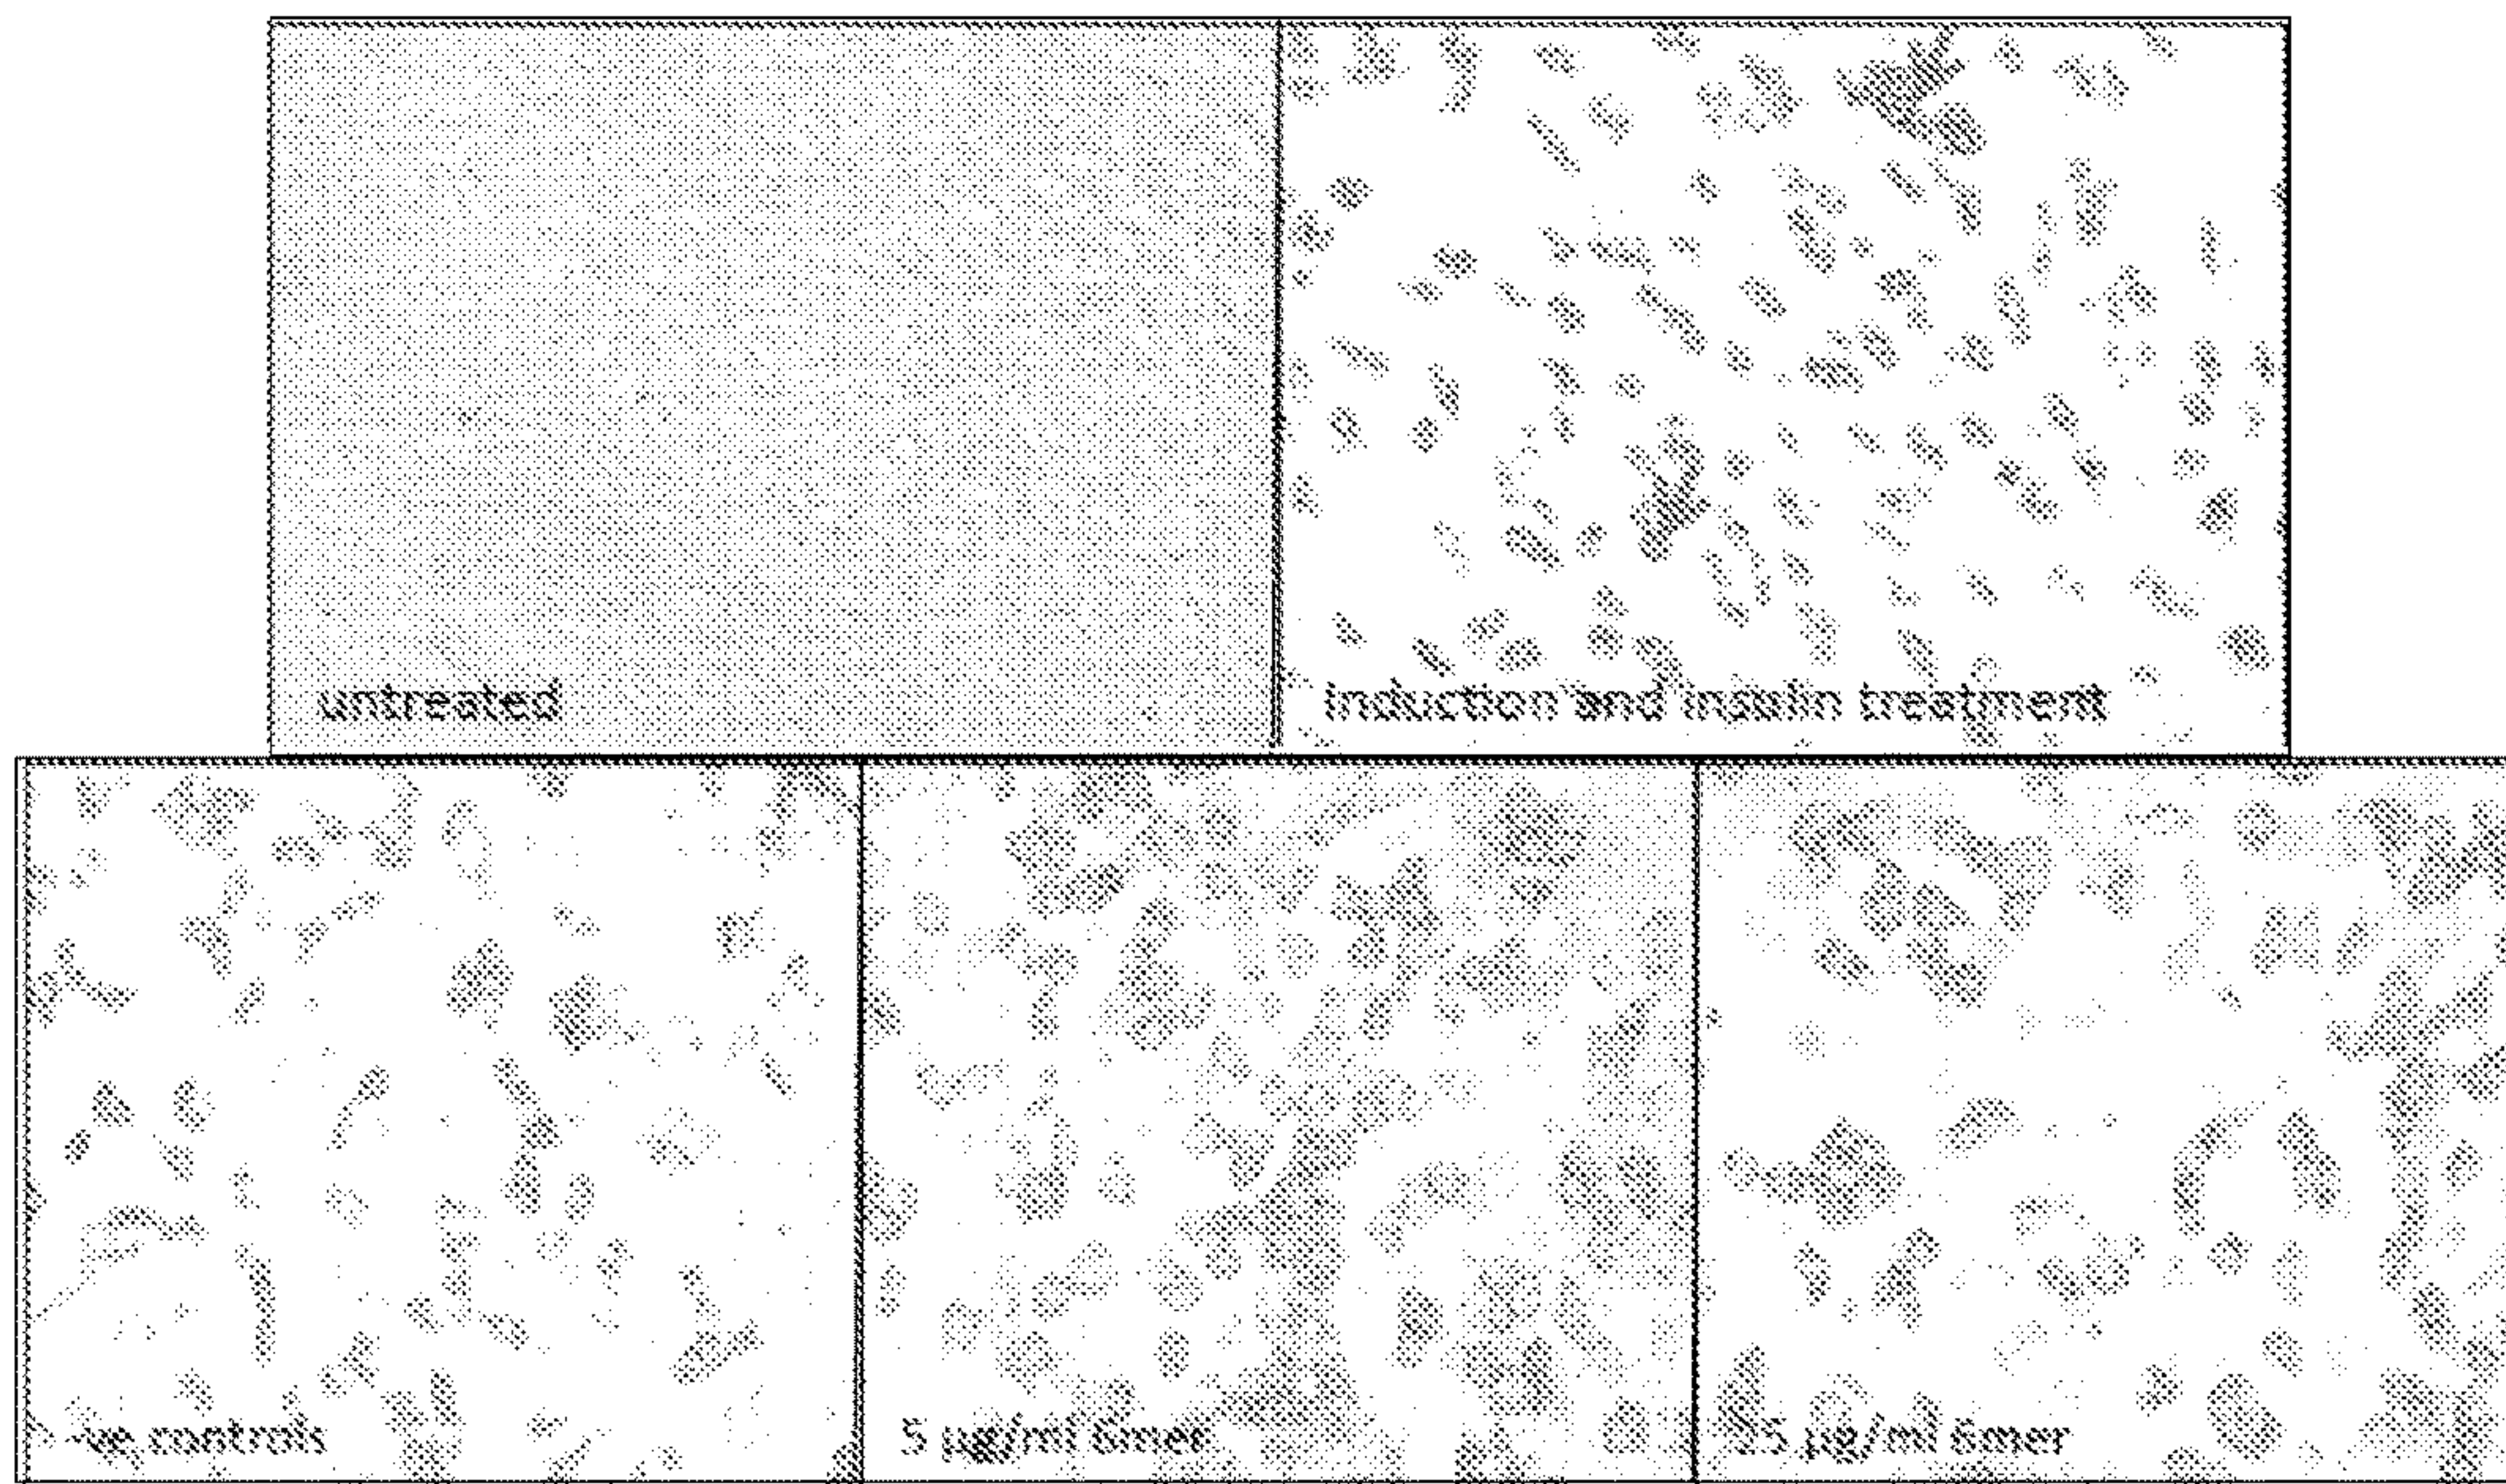 untreated
Induction and insulin treatment
-ve controls
5 µg/ml 6mer
25 µg/ml 6mer